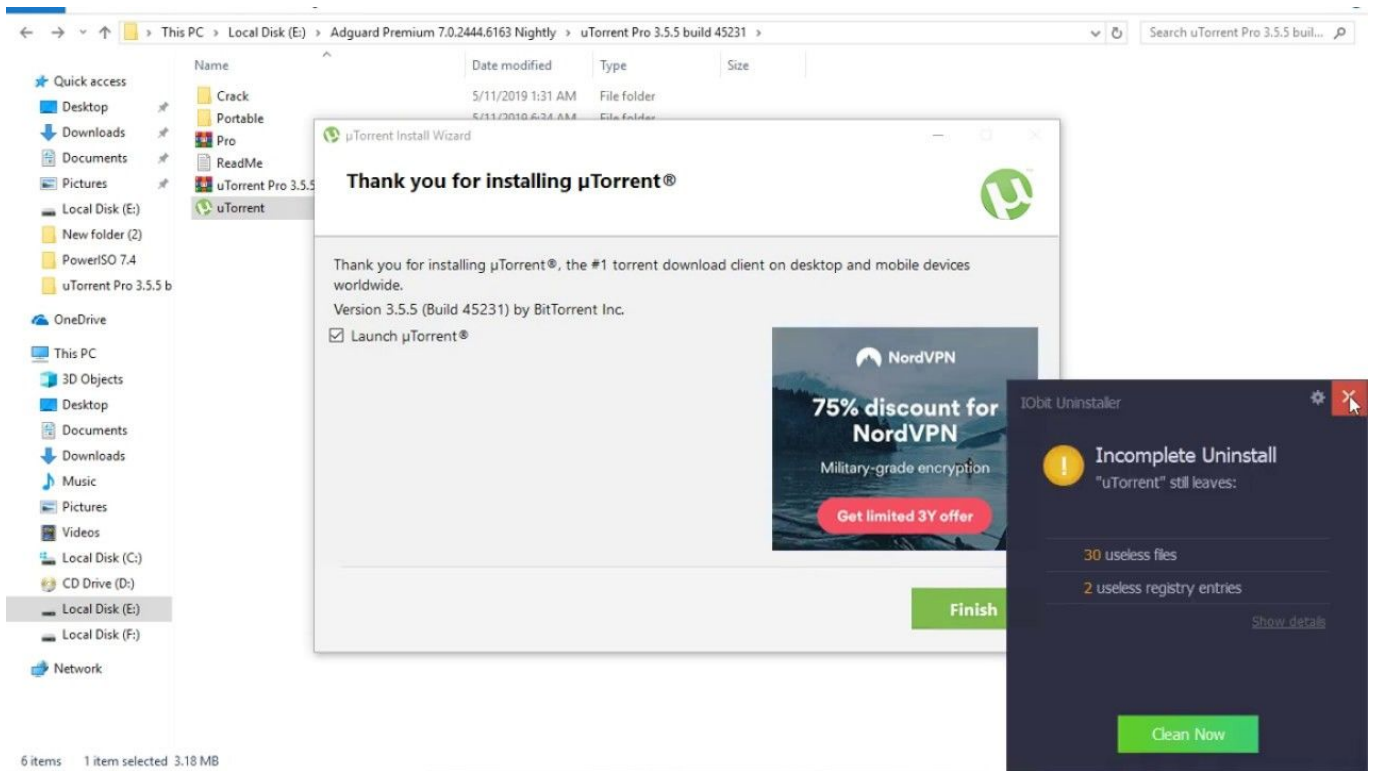 This PC > Local Disk (E:) > Adguard Premium 7.0.2444.6163 Nightly > uTorrent Pro 3.5.5 build 45231 >
Search uTorrent Pro 3.5.5 buil...
Name Date modified Type Size
Quick access
Desktop
Downloads
Documents
Pictures
Local Disk (E:)
New folder (2)
PowerISO 7.4
uTorrent Pro 3.5.5 b
OneDrive
This PC
3D Objects
Desktop
Documents
Downloads
Music
Pictures
Videos
Local Disk (C:)
CD Drive (D:)
Local Disk (E:)
Local Disk (F:)
Network
Crack 5/11/2019 1:31 AM File folder
Portable 5/11/2019 6:34 AM File folder
Pro
ReadMe
uTorrent Pro 3.5.5
uTorrent
µTorrent Install Wizard
Thank you for installing µTorrent®
Thank you for installing µTorrent®, the #1 torrent download client on desktop and mobile devices
worldwide.
Version 3.5.5 (Build 45231) by BitTorrent Inc.
Launch µTorrent®
NordVPN
75% discount for
NordVPN
Military-grade encryption
Get limited 3Y offer
Finish
IObit Uninstaller
Incomplete Uninstall
"uTorrent" still leaves:
30 useless files
2 useless registry entries
Show details
Clean Now
6 items 1 item selected 3.18 MB